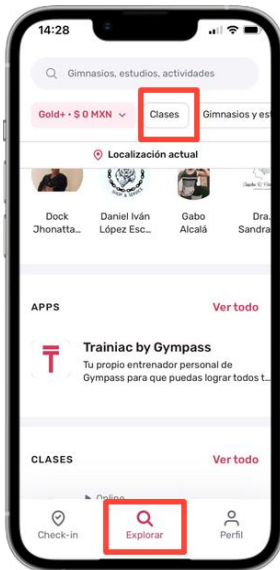 14:28
Gimnasios, estudios, actividades
Gold+ · $ 0 MXN
Clases
Gimnasios y es
Localización actual
Dock
Jhonatta...
Daniel Iván
López Esc...
Gabo
Alcalá
Dra.
Sandra
APPS
Ver todo
Trainiac by Gympass
Tu propio entrenador personal de
Gympass para que puedas lograr todos t...
CLASES
Ver todo
Online
Check-in
Explorar
Perfil